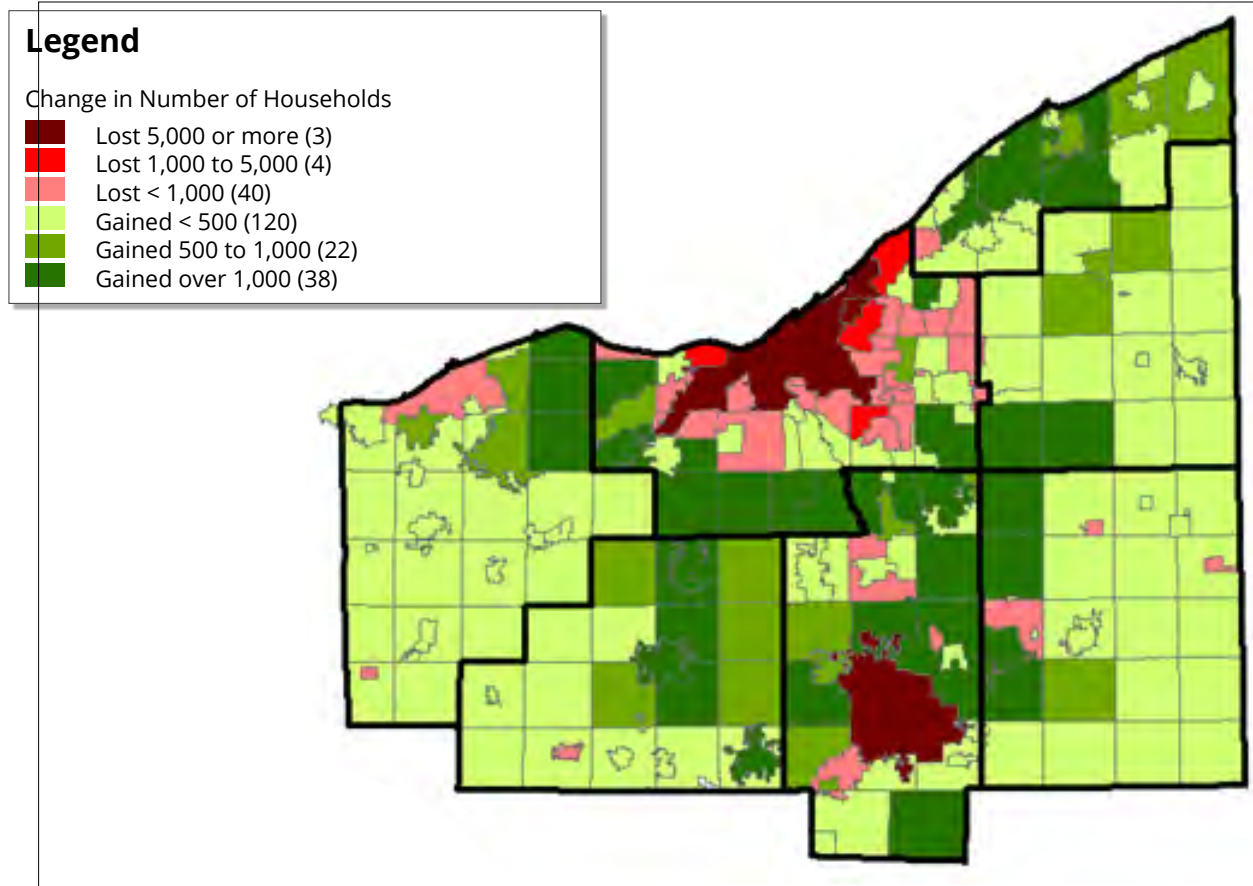 Legend
Change in Number of Households
Lost 5,000 or more (3)
Lost 1,000 to 5,000 (4)
Lost < 1,000 (40)
Gained < 500 (120)
Gained 500 to 1,000 (22)
Gained over 1,000 (38)